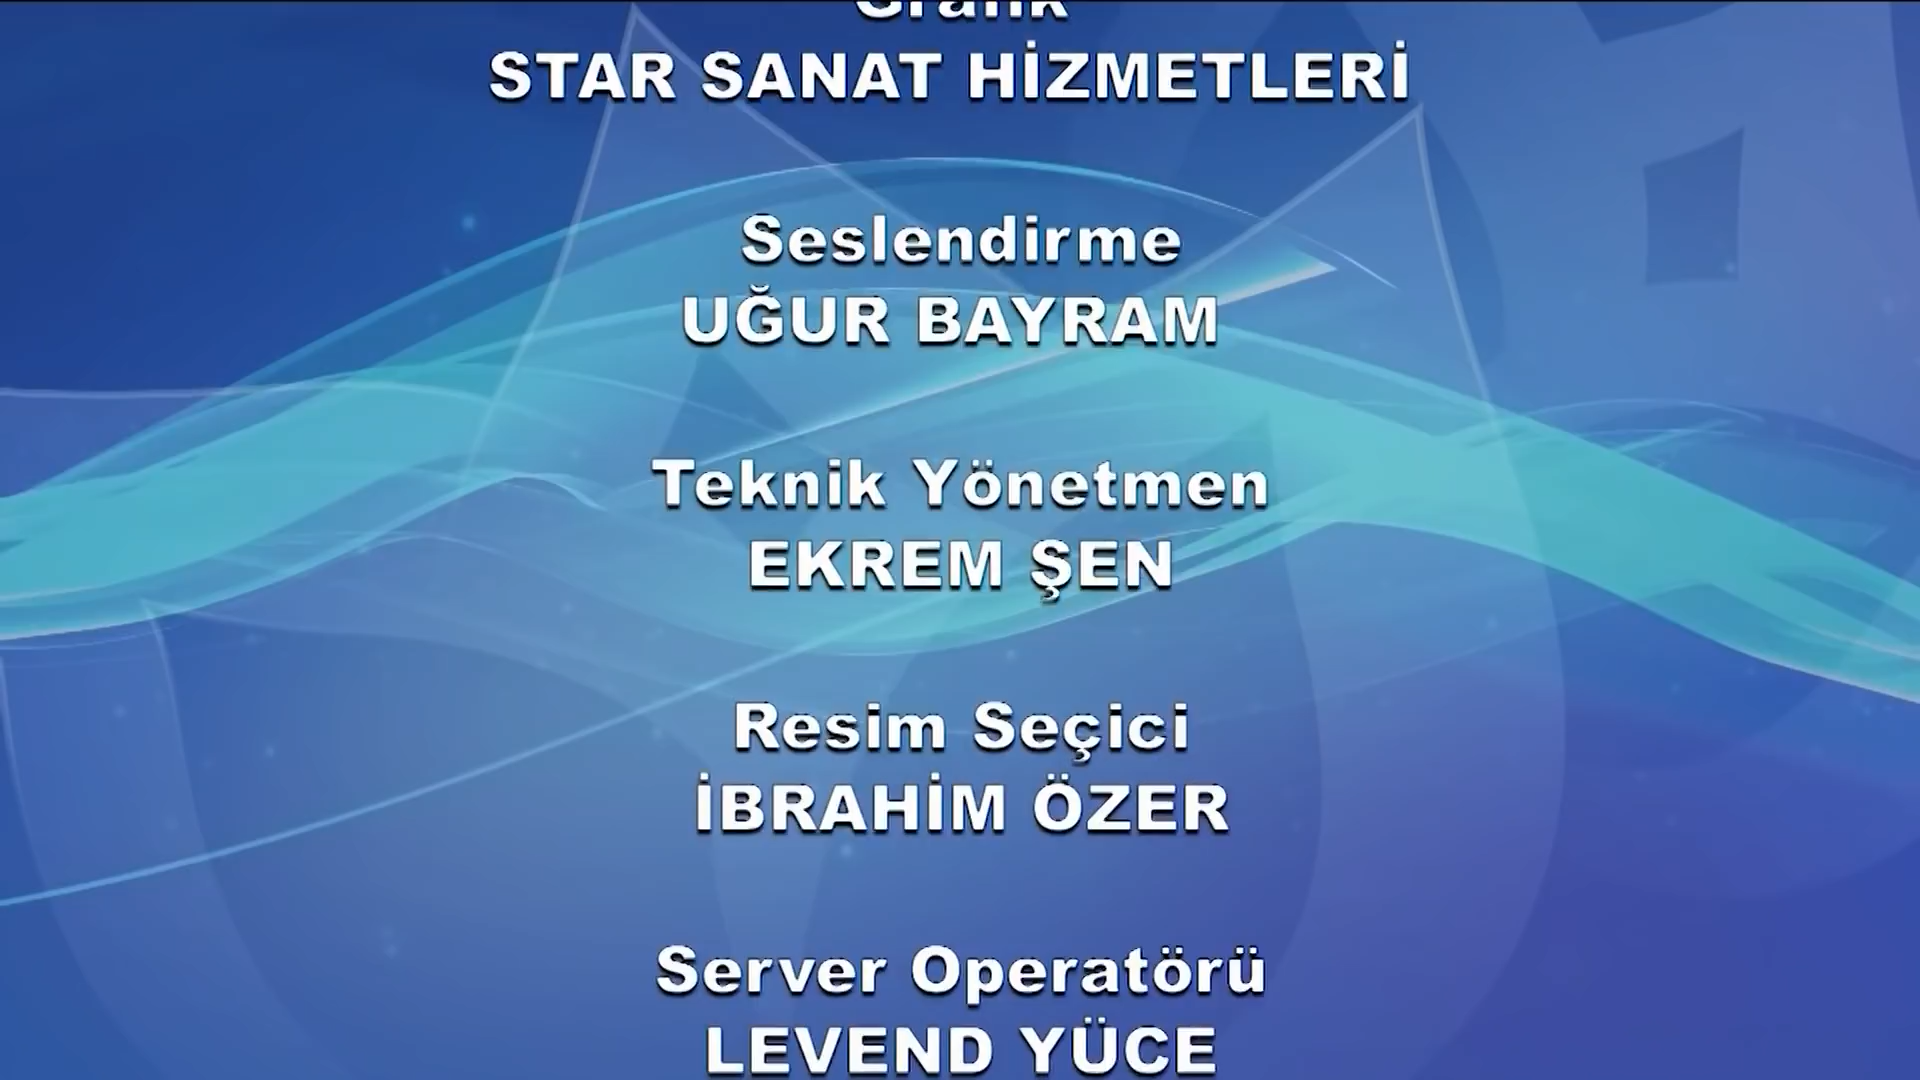 Grafik
STAR SANAT HİZMETLERİ
Seslendirme
UĞUR BAYRAM
Teknik Yönetmen
EKREM ŞEN
Resim Seçici
İBRAHİM ÖZER
Server Operatörü
LEVEND YÜCE